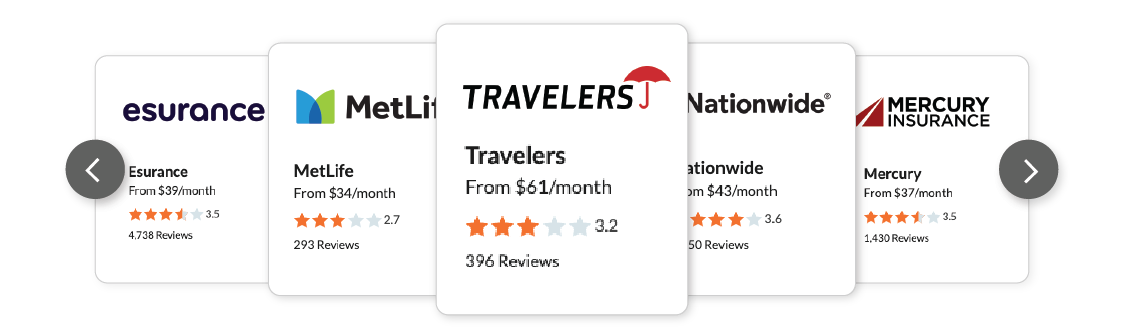 esurance
Esurance
From $39/month
3.5
4,738 Reviews
MetLif
MetLife
From $34/month
2.7
293 Reviews
TRAVELERS
Travelers
From $61/month
3.2
396 Reviews
Nationwide®
ationwide
om $43/month
3.6
50 Reviews
MERCURY
INSURANCE
Mercury
From $37/month
3.5
1,430 Reviews